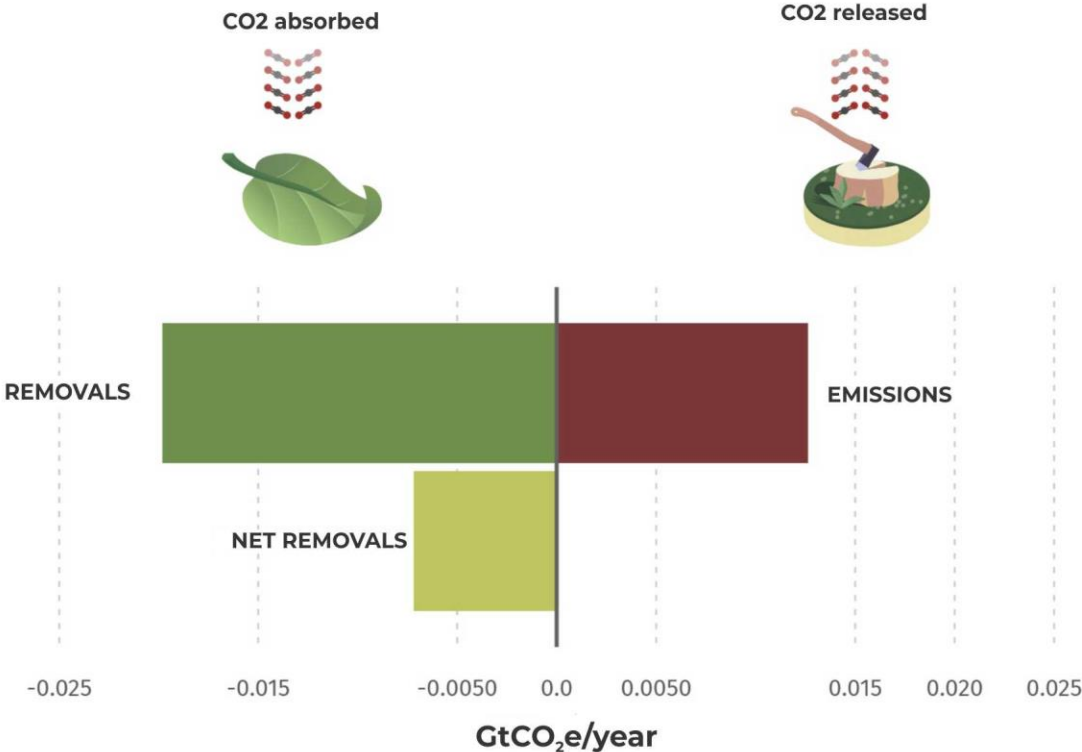 CO2 absorbed
CO2 released
REMOVALS
EMISSIONS
NET REMOVALS
-0.025 -0.015 -0.0050 0.0 0.0050 0.015 0.020 0.025
GtCO₂e/year